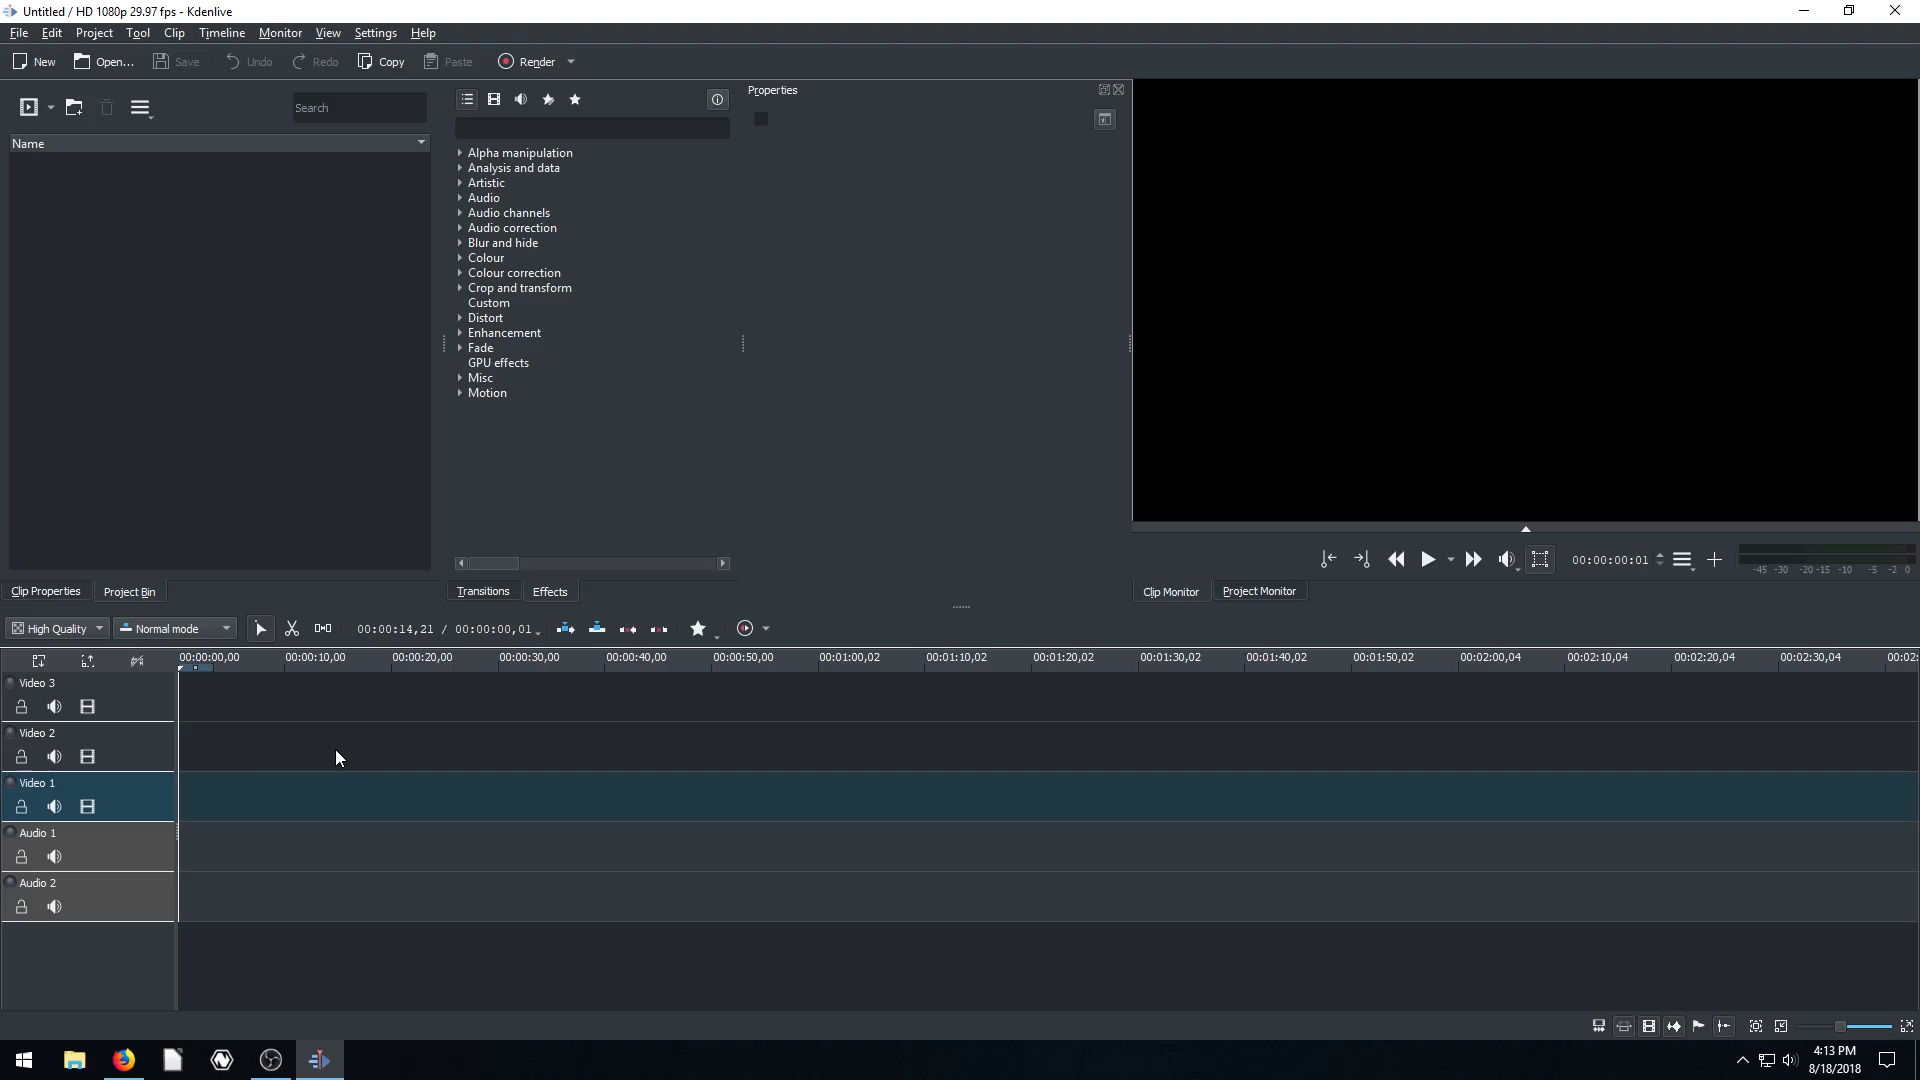 Untitled / HD 1080p 29.97 fps - Kdenlive
File Edit Project Tool Clip Timeline Monitor View Settings Help
New Open... Save Undo Redo Copy Paste Render
Search
Name
Alpha manipulation
Analysis and data
Artistic
Audio
Audio channels
Audio correction
Blur and hide
Colour
Colour correction
Crop and transform
Custom
Distort
Enhancement
Fade
GPU effects
Misc
Motion
Properties
00:00:00:01
-45 -30 -20 -15 -10 -5 -2 0
Clip Properties Project Bin
Transitions Effects
Clip Monitor Project Monitor
High Quality Normal mode 00:00:14,21 / 00:00:00,01
00:00:00,00 00:00:10,00 00:00:20,00 00:00:30,00 00:00:40,00 00:00:50,00 00:01:00,02 00:01:10,02 00:01:20,02 00:01:30,02 00:01:40,02 00:01:50,02 00:02:00,04 00:02:10,04 00:02:20,04 00:02:30,04 00:02:
Video 3
Video 2
Video 1
Audio 1
Audio 2
4:13 PM
8/18/2018